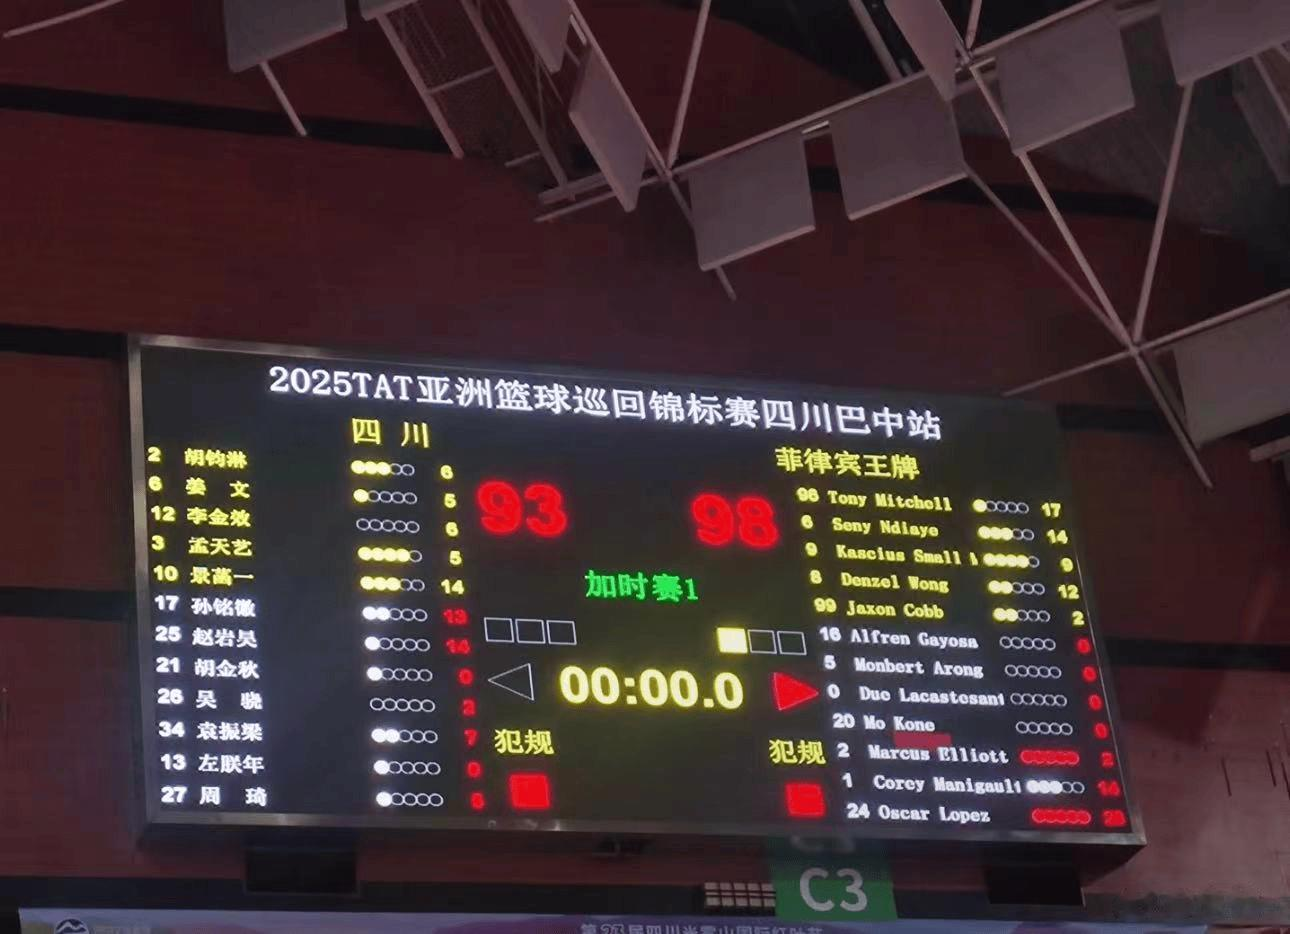 2025TAT亚洲篮球巡回锦标赛四川巴中站
四 川
菲律宾王牌
93
98
加时赛1
00:00.0
犯规
犯规
2 胡钧淋 6
6 姜 文 5
12 李金效 6
3 孟天艺 5
10 景菡一 14
17 孙铭徽 13
25 赵岩昊 14
21 胡金秋 0
26 吴 骁 2
34 袁振梁 7
13 左朕年 0
27 周 琦
96 Tony Mitchell 17
6 Seny Ndiaye 14
9 Kascius Small 9
8 Denzel Wong 12
99 Jaxon Cobb 2
16 Alfren Gayosa 0
5 Monbert Arong 0
0 Duc Lacastesant 0
20 Mo Kone 0
2 Marcus Elliott 2
1 Corey Manigault 14
24 Oscar Lopez
C3